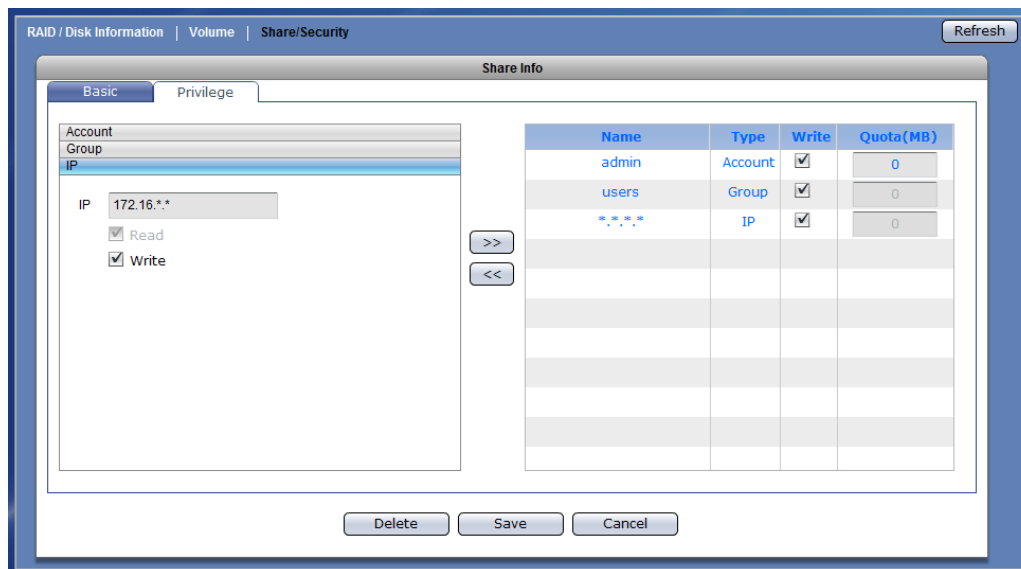 RAID / Disk Information | Volume | Share/Security
Refresh
Share Info
Basic
Privilege
Account
Group
IP
IP 172.16.*.*
Read
Write
>>
<<
Name Type Write Quota(MB)
admin Account 0
users Group 0
*.*.*.* IP 0
Delete
Save
Cancel